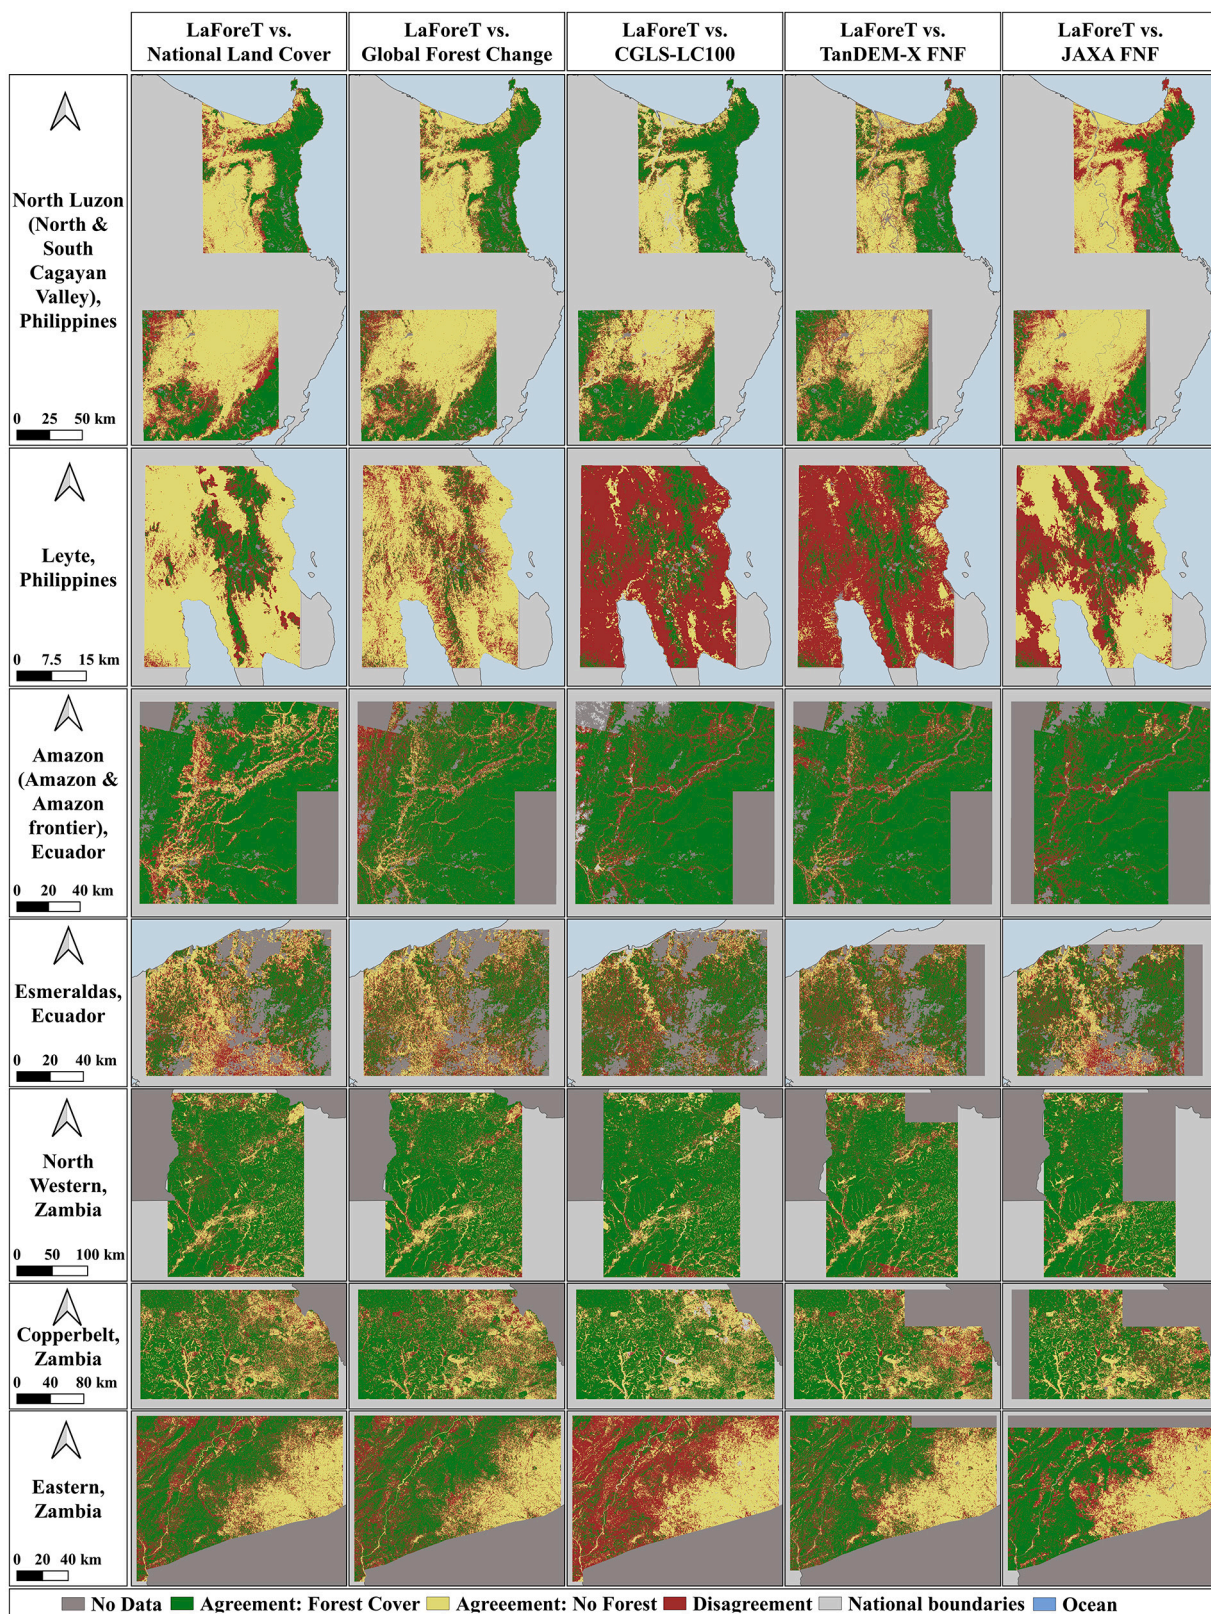 LaForeT vs.
National Land Cover
LaForeT vs.
Global Forest Change
LaForeT vs.
CGLS-LC100
LaForeT vs.
TanDEM-X FNF
LaForeT vs.
JAXA FNF
North Luzon
(North &
South
Cagayan
Valley),
Philippines
0 25 50 km
Leyte,
Philippines
0 7.5 15 km
Amazon
(Amazon &
Amazon
frontier),
Ecuador
0 20 40 km
Esmeraldas,
Ecuador
0 20 40 km
North
Western,
Zambia
0 50 100 km
Copperbelt,
Zambia
0 40 80 km
Eastern,
Zambia
0 20 40 km
No Data Agreement: Forest Cover Agreeement: No Forest Disagreement National boundaries Ocean